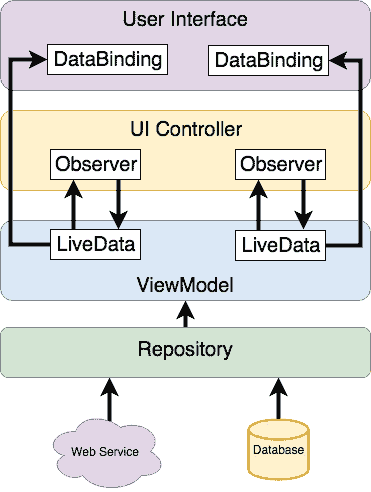 User Interface
DataBinding DataBinding
UI Controller
Observer Observer
LiveData LiveData
ViewModel
Repository
Web Service Database